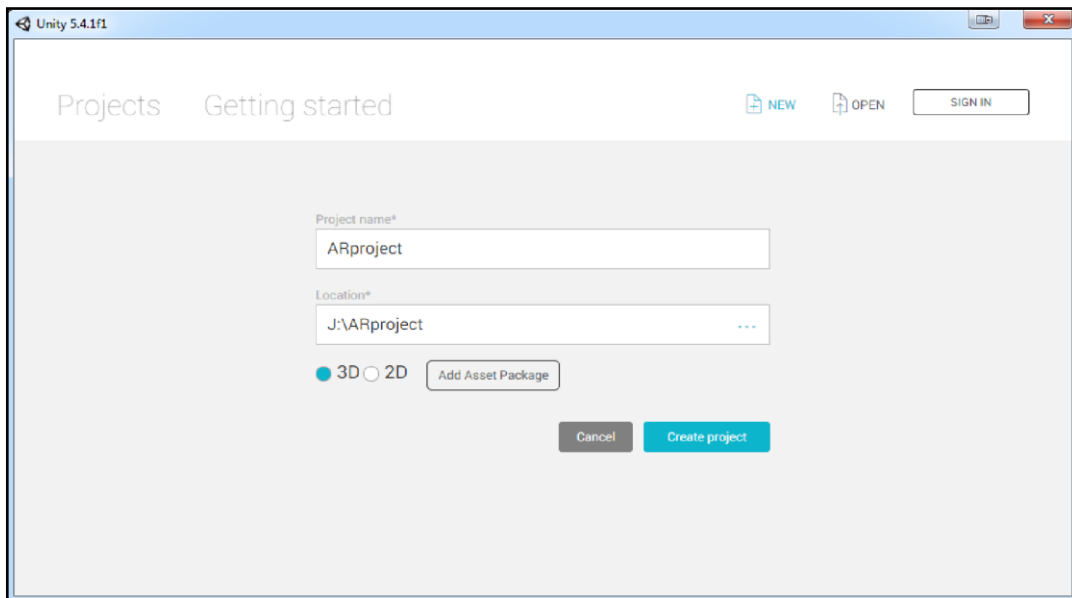 Unity 5.4.1f1
Projects Getting started NEW OPEN SIGN IN
Project name*
ARproject
Location*
J:\ARproject ...
3D 2D Add Asset Package
Cancel Create project